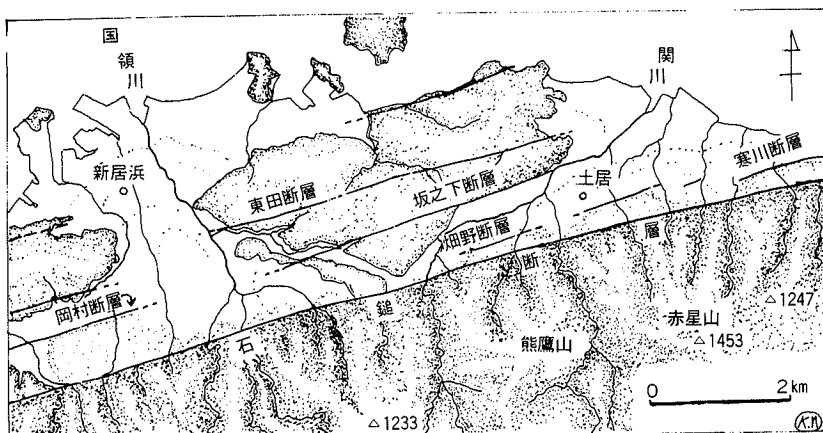 国領川
関川
新居浜
東田断層
坂之下断層
土居
寒川断層
畑野断層
岡村断層
石鎚断層
熊鷹山
赤星山
△1247
△1453
△1233
0 2km